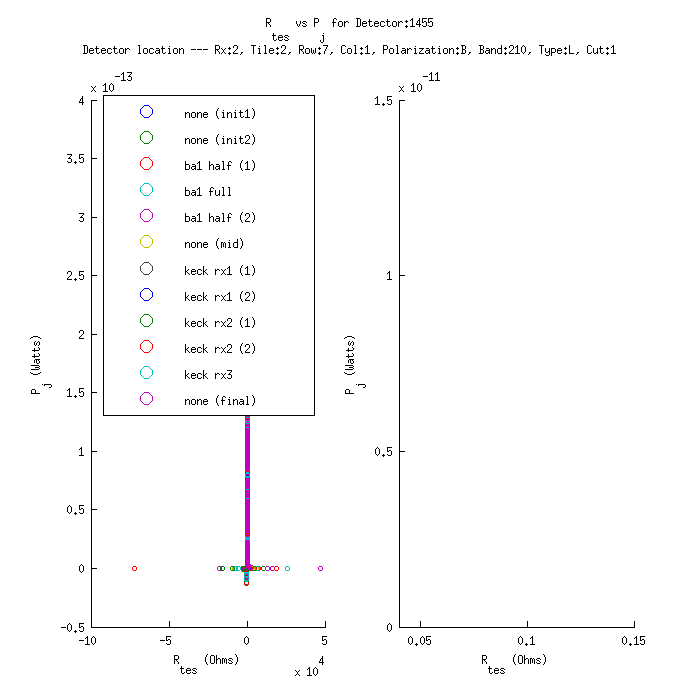 R    vs P  for Detector:1455
tes    j
Detector location --- Rx:2, Tile:2, Row:7, Col:1, Polarization:B, Band:210, Type:L, Cut:1
x 10 -13
4
3.5
3
2.5
2
1.5
1
0.5
0
-0.5
P j (Watts)
none (init1)
none (init2)
ba1 half (1)
ba1 full
ba1 half (2)
none (mid)
keck rx1 (1)
keck rx1 (2)
keck rx2 (1)
keck rx2 (2)
keck rx3
none (final)
-10 -5 0 5
R tes (Ohms)
x 10 4
x 10 -11
1.5
1
0.5
0
P j (Watts)
0.05 0.1 0.15
R tes (Ohms)